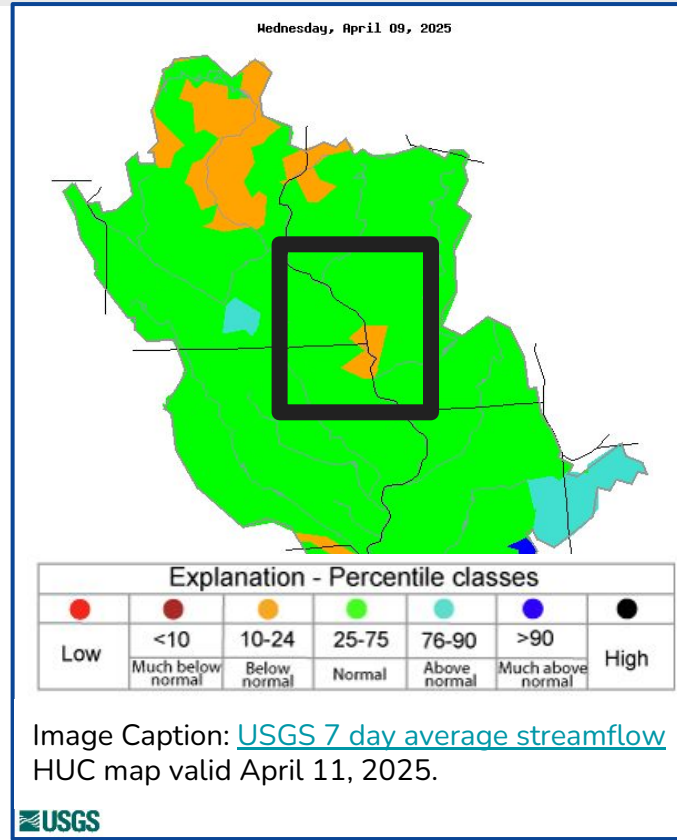 Wednesday, April 09, 2025
Explanation - Percentile classes
Low
<10
10-24
25-75
76-90
>90
High
Much below normal
Below normal
Normal
Above normal
Much above normal
Image Caption: USGS 7 day average streamflow
HUC map valid April 11, 2025.
USGS